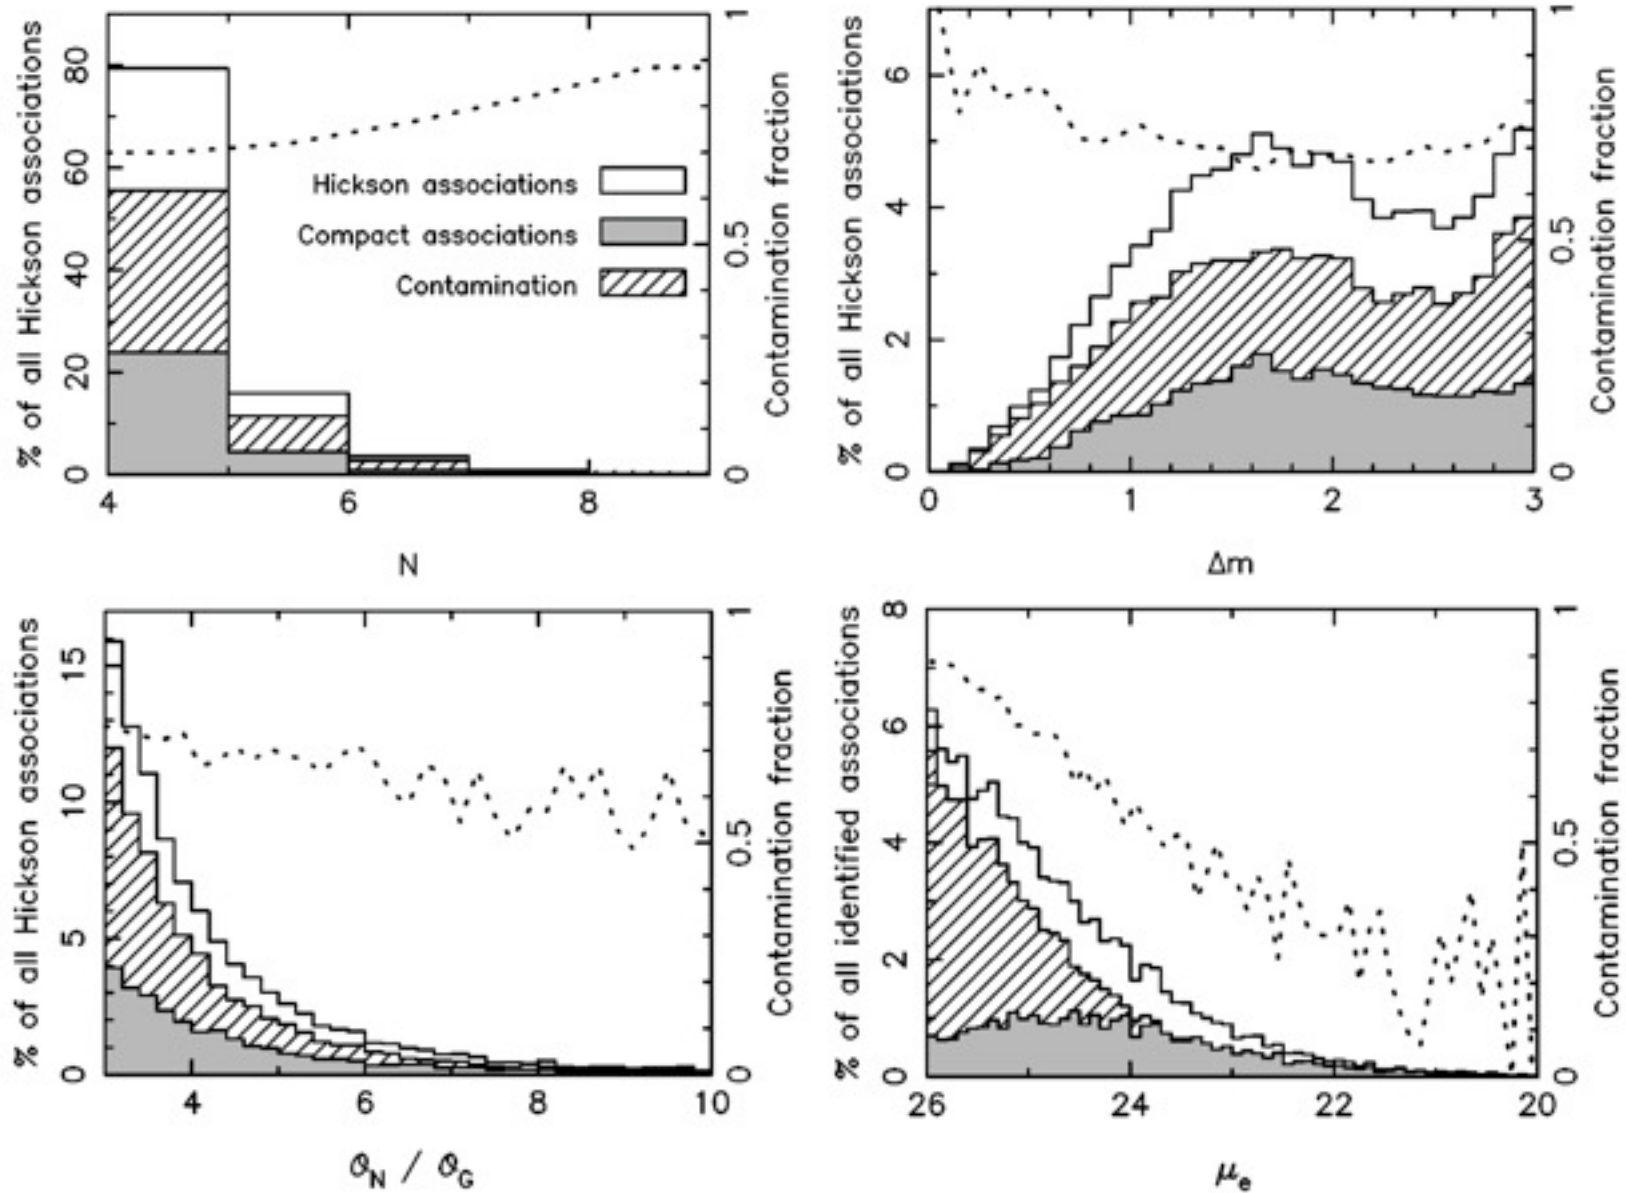 % of all Hickson associations
0 20 40 60 80
Hickson associations
Compact associations
Contamination
0 0.5 1
Contamination fraction
4 6 8
N
% of all Hickson associations
0 2 4 6
0 0.5 1
Contamination fraction
0 1 2 3
Δm
% of all Hickson associations
0 5 10 15
0 0.5 1
Contamination fraction
4 6 8 10
θN / θG
% of all identified associations
0 2 4 6 8
0 0.5 1
Contamination fraction
26 24 22 20
μe